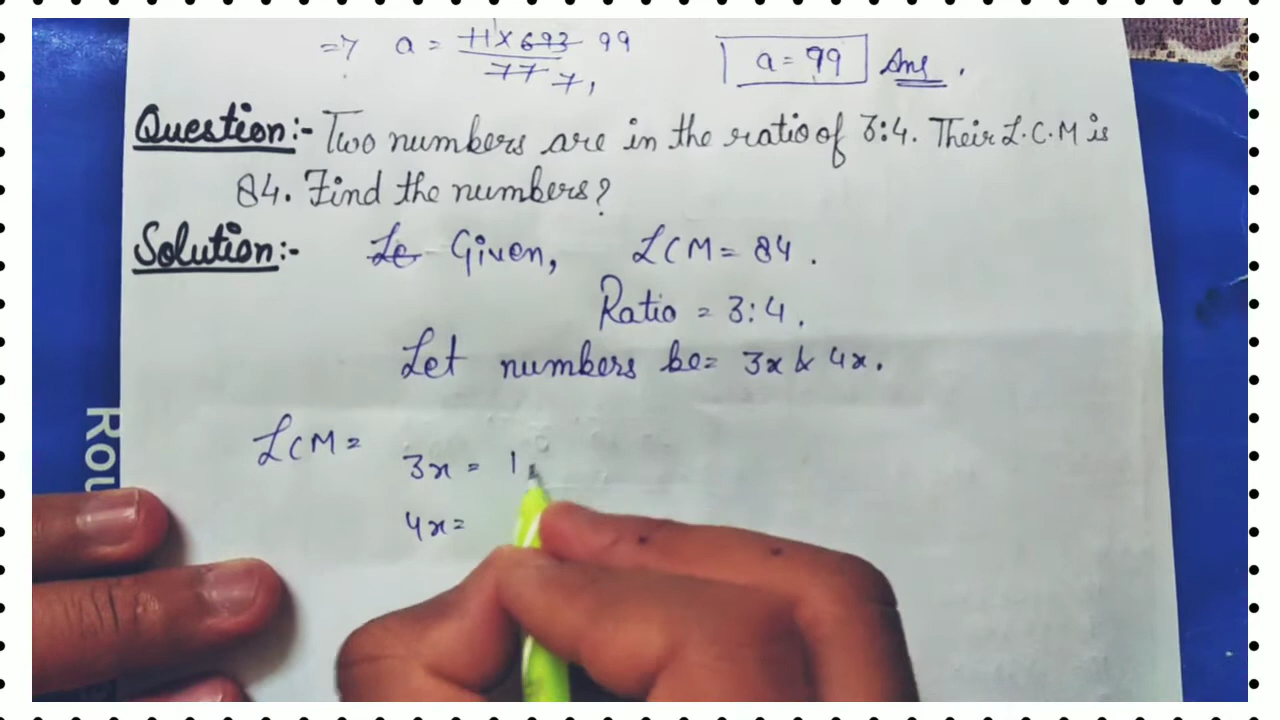 => a = 11 x 693 99
77 7,
a = 99 Ans.
Question:- Two numbers are in the ratio of 3:4. Their L.C.M is
84. Find the numbers?
Solution:- Le Given, LCM = 84.
Ratio = 3:4.
Let numbers be = 3x & 4x.
LCM =
3x = 1
4x =
Rou